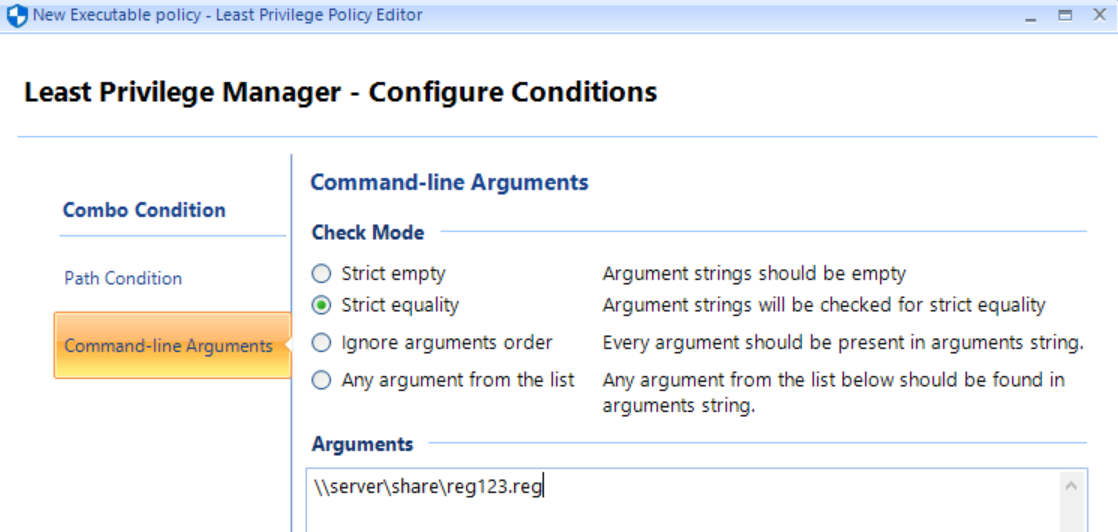 New Executable policy - Least Privilege Policy Editor
Least Privilege Manager - Configure Conditions
Combo Condition
Path Condition
Command-line Arguments
Command-line Arguments
Check Mode
Strict empty Argument strings should be empty
Strict equality Argument strings will be checked for strict equality
Ignore arguments order Every argument should be present in arguments string.
Any argument from the list Any argument from the list below should be found in
arguments string.
Arguments
\\server\share\reg123.reg